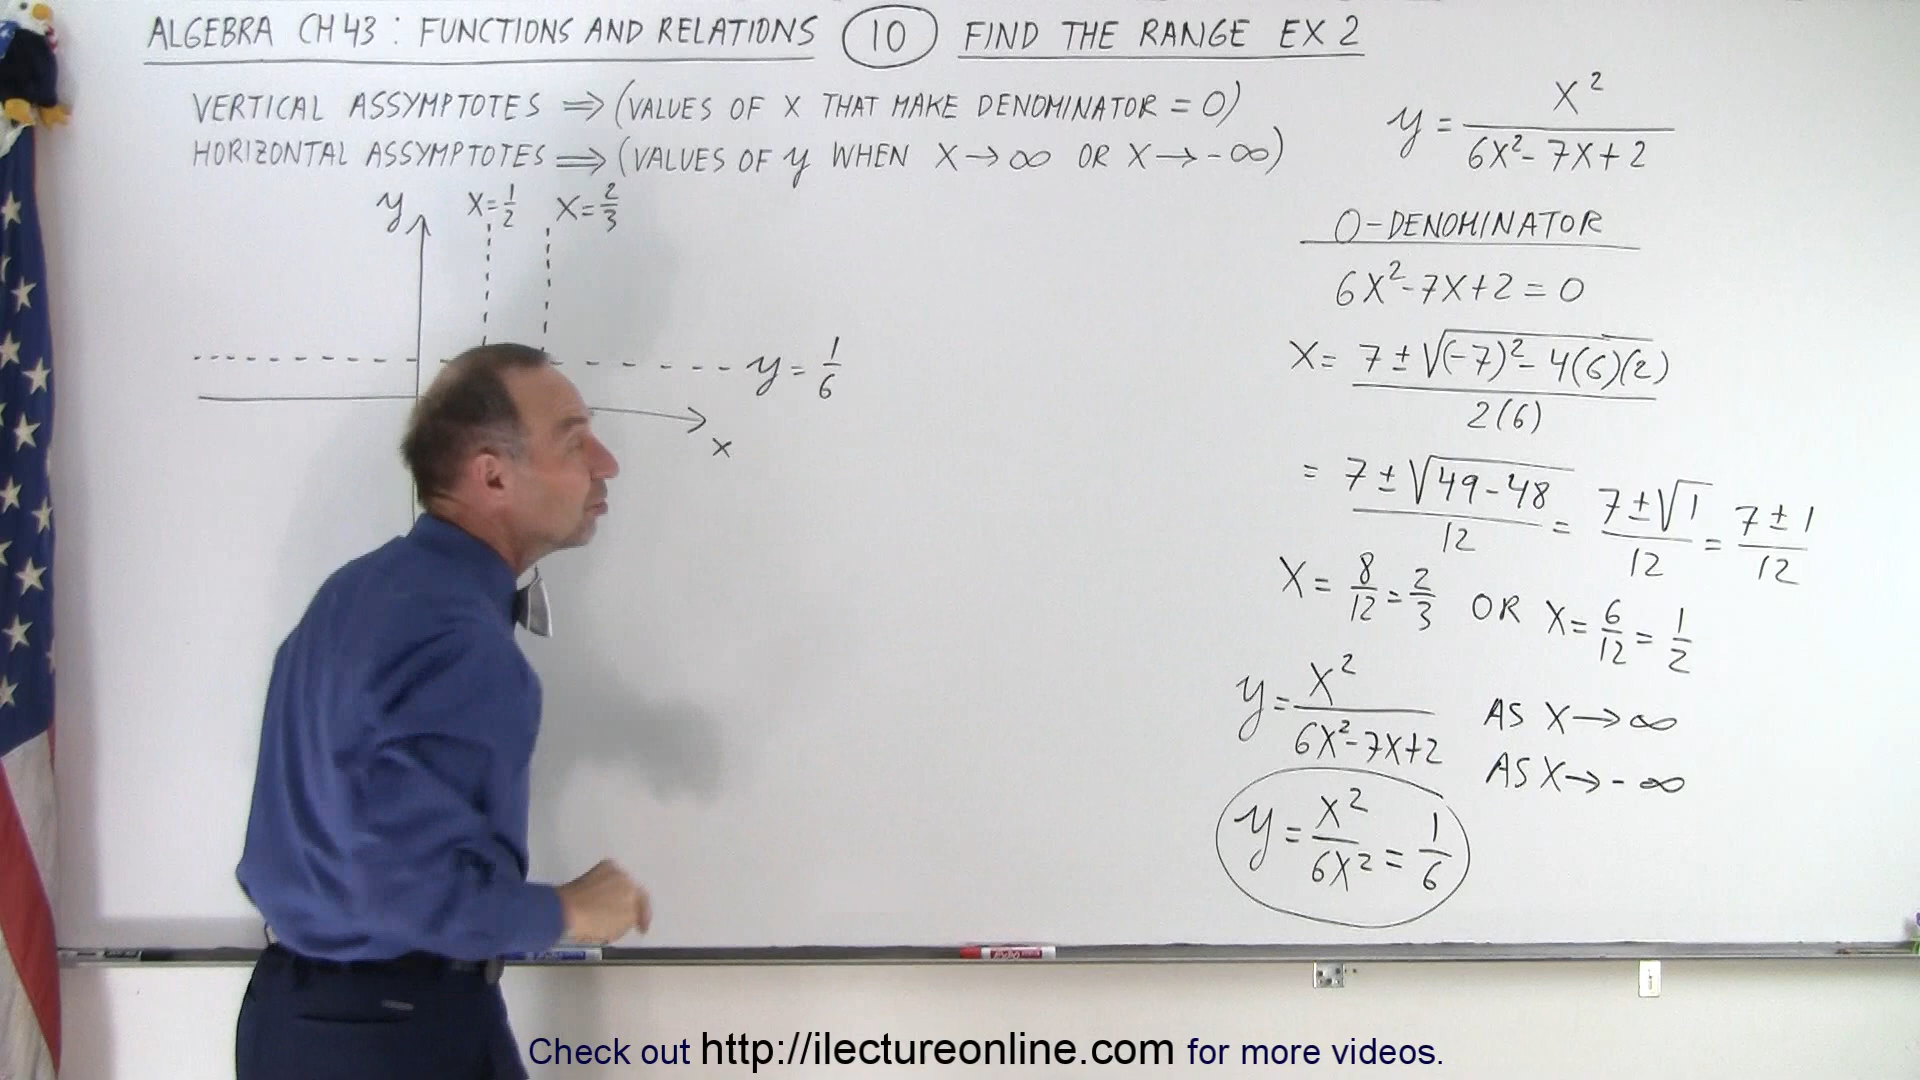 ALGEBRA CH 43 : FUNCTIONS AND RELATIONS 10 FIND THE RANGE EX 2
VERTICAL ASSYMPTOTES ⇒ (VALUES OF X THAT MAKE DENOMINATOR = 0)
HORIZONTAL ASSYMPTOTES ⇒ (VALUES OF y WHEN X→∞ OR X→-∞)
y = X²/(6X²-7X+2)
y
X=1/2 X=2/3
y = 1/6
x
0-DENOMINATOR
6X²-7X+2=0
X= (7±√((-7)²-4(6)(2)))/(2(6))
= (7±√(49-48))/12 = (7±√1)/12 = (7±1)/12
X= 8/12 = 2/3 OR X= 6/12 = 1/2
y= X²/(6X²-7X+2) AS X→∞
AS X→-∞
y = X²/6X² = 1/6
Check out http://ilectureonline.com for more videos.